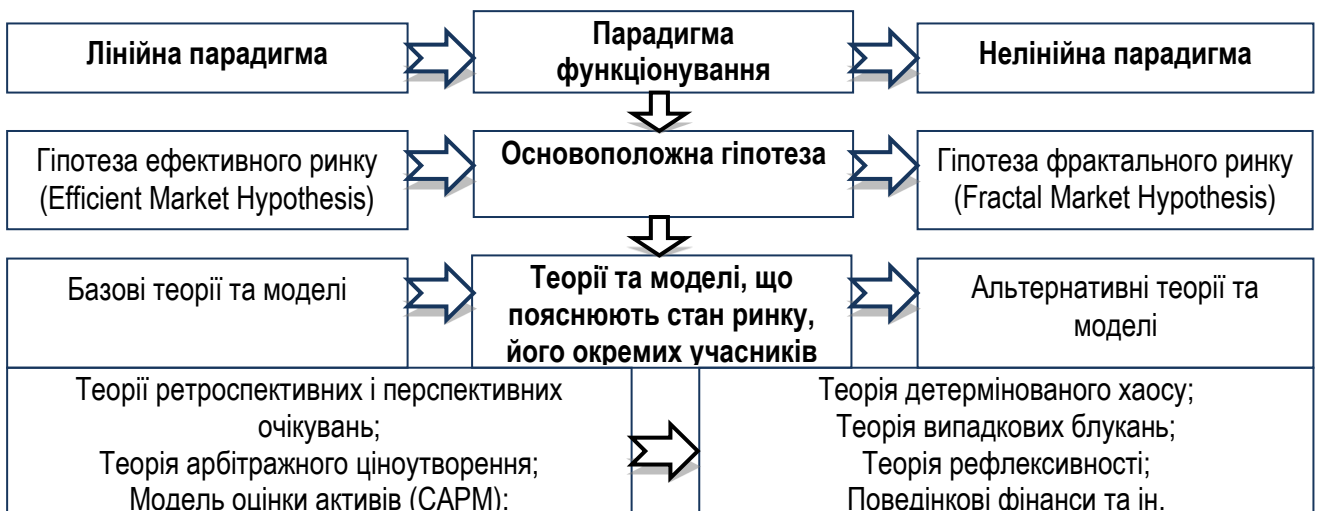 Лінійна парадигма
Парадигма
функціонування
Нелінійна парадигма
Гіпотеза ефективного ринку
(Efficient Market Hypothesis)
Основоположна гіпотеза
Гіпотеза фрактального ринку
(Fractal Market Hypothesis)
Базові теорії та моделі
Теорії та моделі, що
пояснюють стан ринку,
його окремих учасників
Альтернативні теорії та
моделі
Теорії ретроспективних і перспективних
очікувань;
Теорія арбітражного ціноутворення;
Модель оцінки активів (CAPM);
Теорія детермінованого хаосу;
Теорія випадкових блукань;
Теорія рефлексивності;
Поведінкові фінанси та ін.